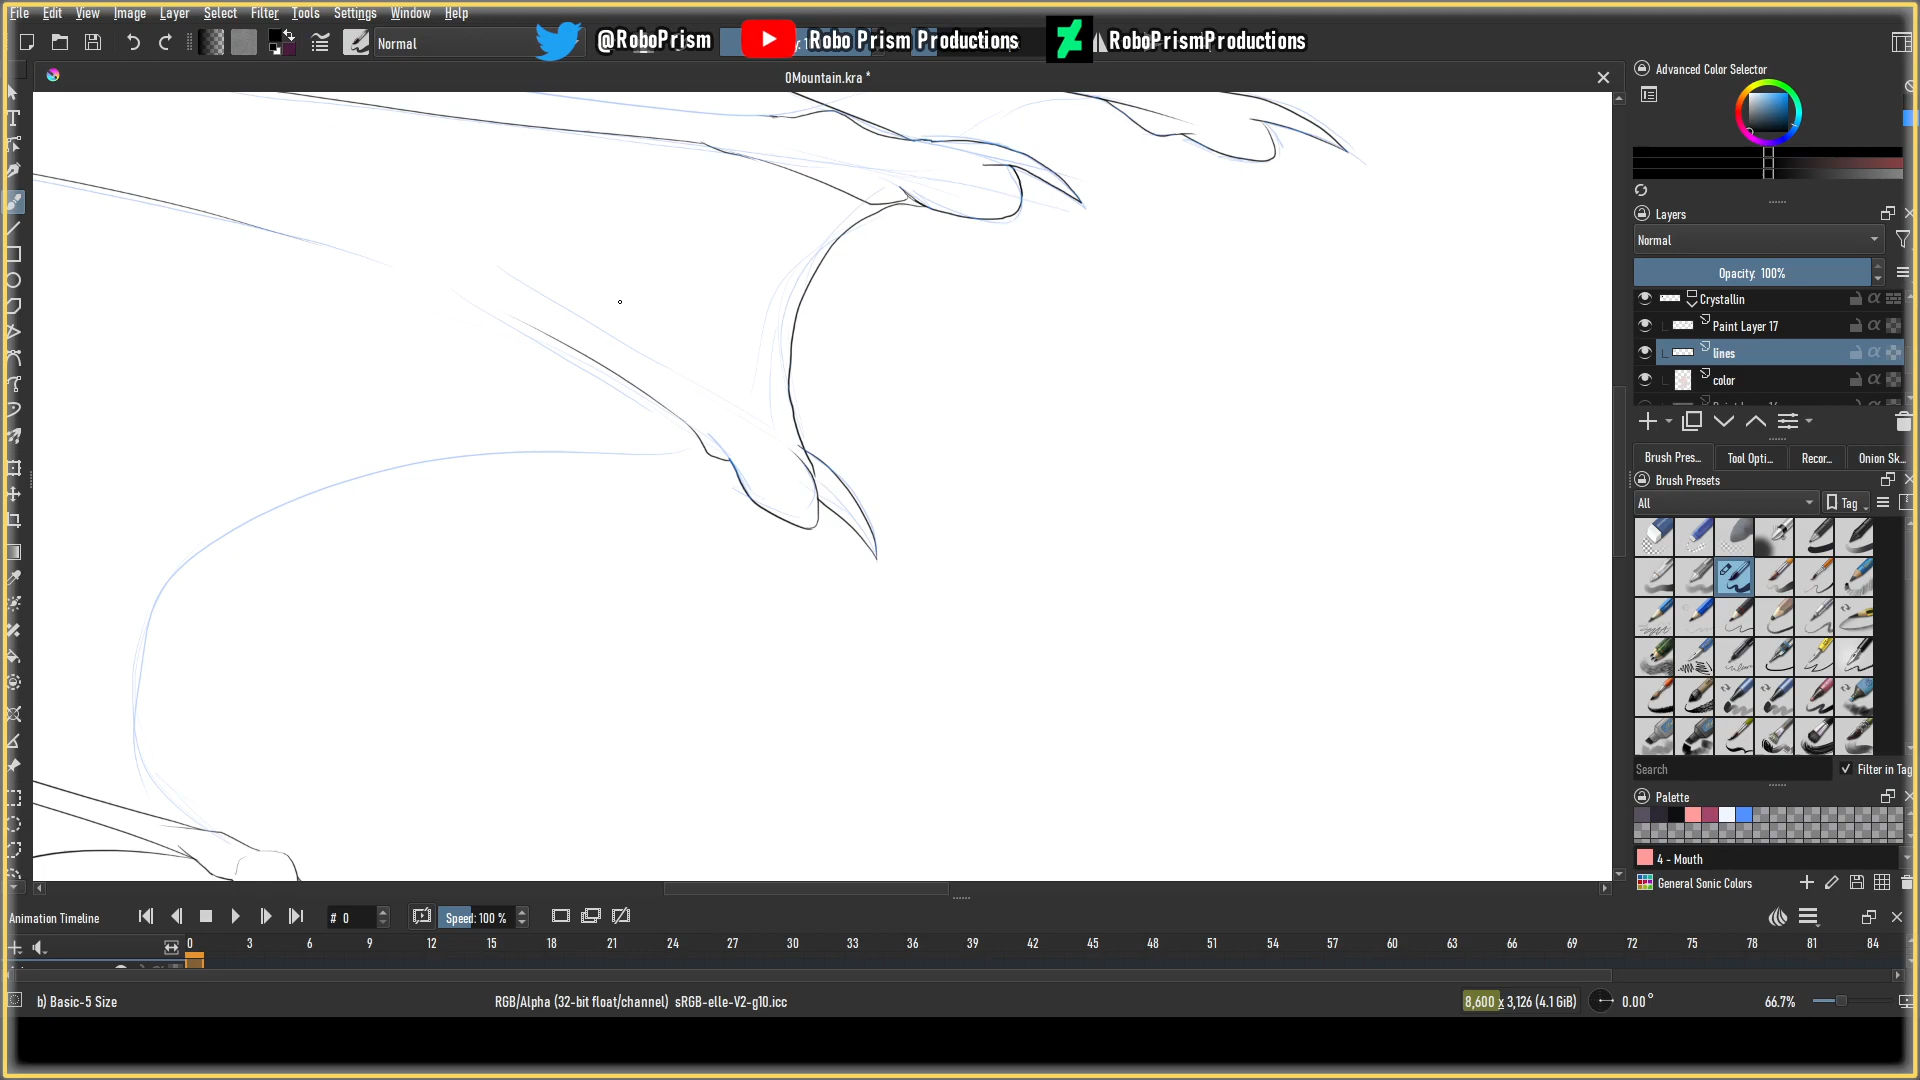 File Edit View Image Layer Select Filter Tools Settings Window Help
Normal
@RoboPrism
Robo Prism Productions
RoboPrismProductions
0Mountain.kra *
Advanced Color Selector
Layers
Normal
Opacity: 100%
Crystallin
Paint Layer 17
lines
color
Brush Pres... Tool Opti... Recor... Onion Sk...
Brush Presets
All
Tag
Search
Filter in Tag
Palette
4 - Mouth
General Sonic Colors
Animation Timeline
# 0
Speed: 100 %
0 3 6 9 12 15 18 21 24 27 30 33 36 39 42 45 48 51 54 57 60 63 66 69 72 75 78 81 84
b) Basic-5 Size
RGB/Alpha (32-bit float/channel) sRGB-elle-V2-g10.icc
8,600 x 3,126 (4.1 GiB)
0.00°
66.7%